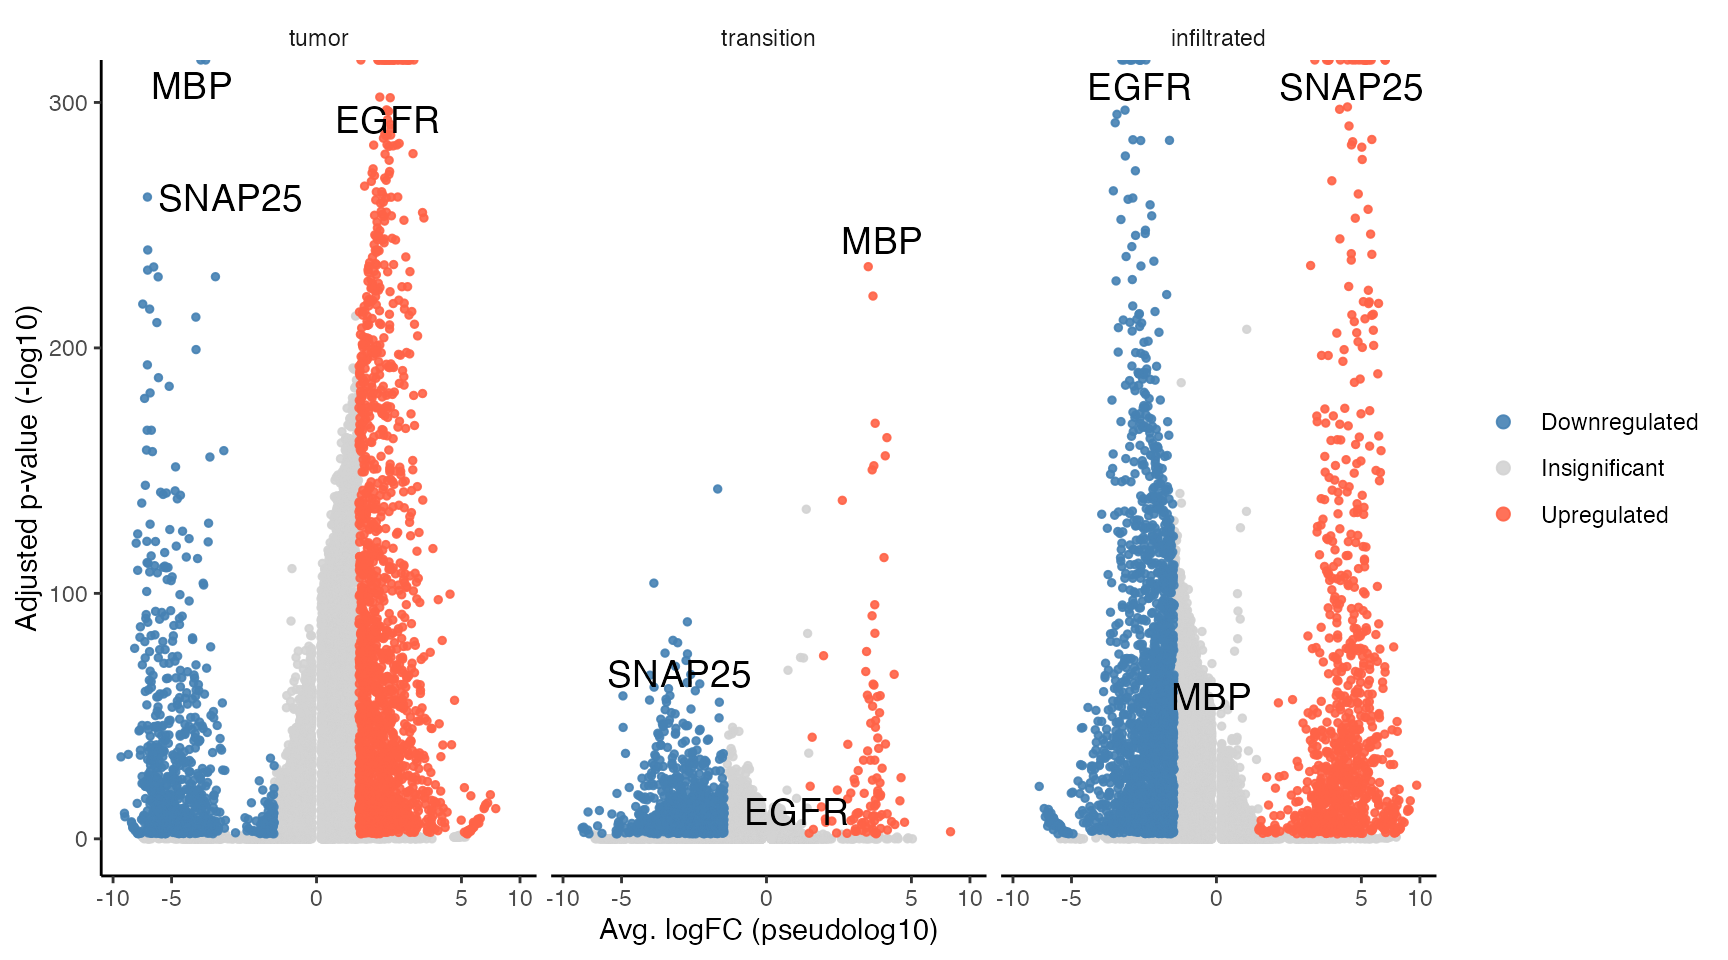 tumor transition infiltrated
MBP
EGFR
SNAP25
MBP
SNAP25
EGFR
EGFR
SNAP25
MBP
300
200
100
0
Adjusted p-value (-log10)
-10 -5 0 5 10 -10 -5 0 5 10 -10 -5 0 5 10
Avg. logFC (pseudolog10)
Downregulated
Insignificant
Upregulated